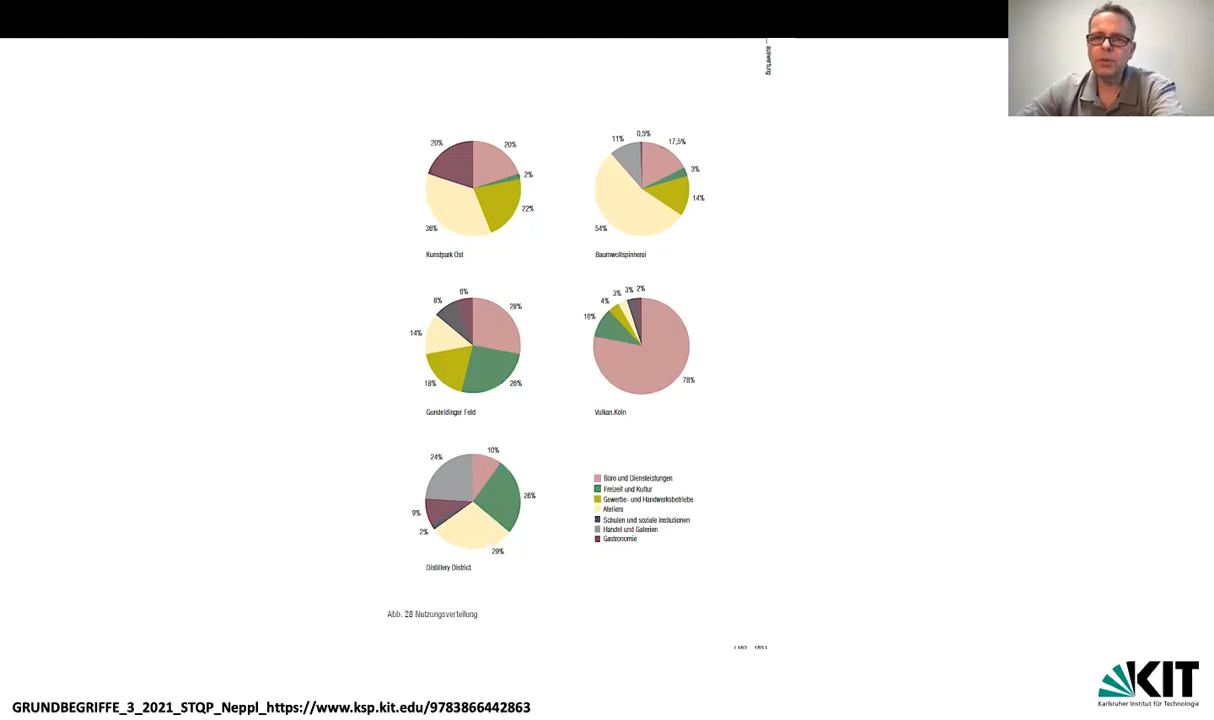 auswertung
20%
20%
2%
22%
36%
Kunstpark Ost
11%
0,5%
17,5%
3%
14%
54%
Baumwollspinnerei
8%
6%
28%
14%
18%
26%
Gundeldinger Feld
10%
4%
3%
3%
2%
78%
Vulkan.Köln
24%
10%
26%
9%
2%
29%
Distillery District
Büro und Dienstleistungen
Freizeit und Kultur
Gewerbe- und Handwerksbetriebe
Ateliers
Schulen und soziale Instiutionen
Handel und Galerien
Gastronomie
Abb. 28 Nutzungsverteilung
KIT
Karlsruher Institut für Technologie
GRUNDBEGRIFFE_3_2021_STQP_Neppl_https://www.ksp.kit.edu/9783866442863